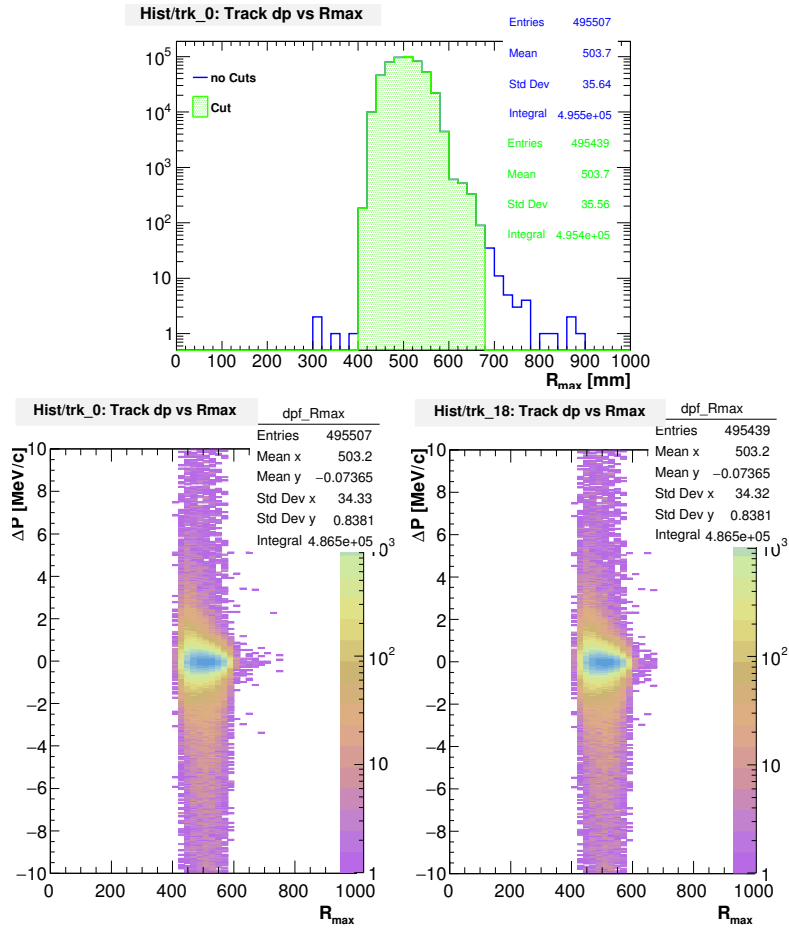 Hist/trk_0: Track dp vs Rmax
Entries 495507
Mean 503.7
Std Dev 35.64
Integral 4.955e+05
Entries 495439
Mean 503.7
Std Dev 35.56
Integral 4.954e+05
no Cuts
Cut
10^5
10^4
10^3
10^2
10
1
0 100 200 300 400 500 600 700 800 900 1000
R_max [mm]
Hist/trk_0: Track dp vs Rmax
dpf_Rmax
Entries 495507
Mean x 503.2
Mean y −0.07365
Std Dev x 34.33
Std Dev y 0.8381
Integral 4.865e+05
ΔP [MeV/c]
10
8
6
4
2
0
−2
−4
−6
−8
−10
0 200 400 600 800 1000
R_max
10^3
10^2
10
1
Hist/trk_18: Track dp vs Rmax
dpf_Rmax
Entries 495439
Mean x 503.2
Mean y −0.07365
Std Dev x 34.32
Std Dev y 0.8381
Integral 4.865e+05
ΔP [MeV/c]
10
8
6
4
2
0
−2
−4
−6
−8
−10
0 200 400 600 800 1000
R_max
10^3
10^2
10
1